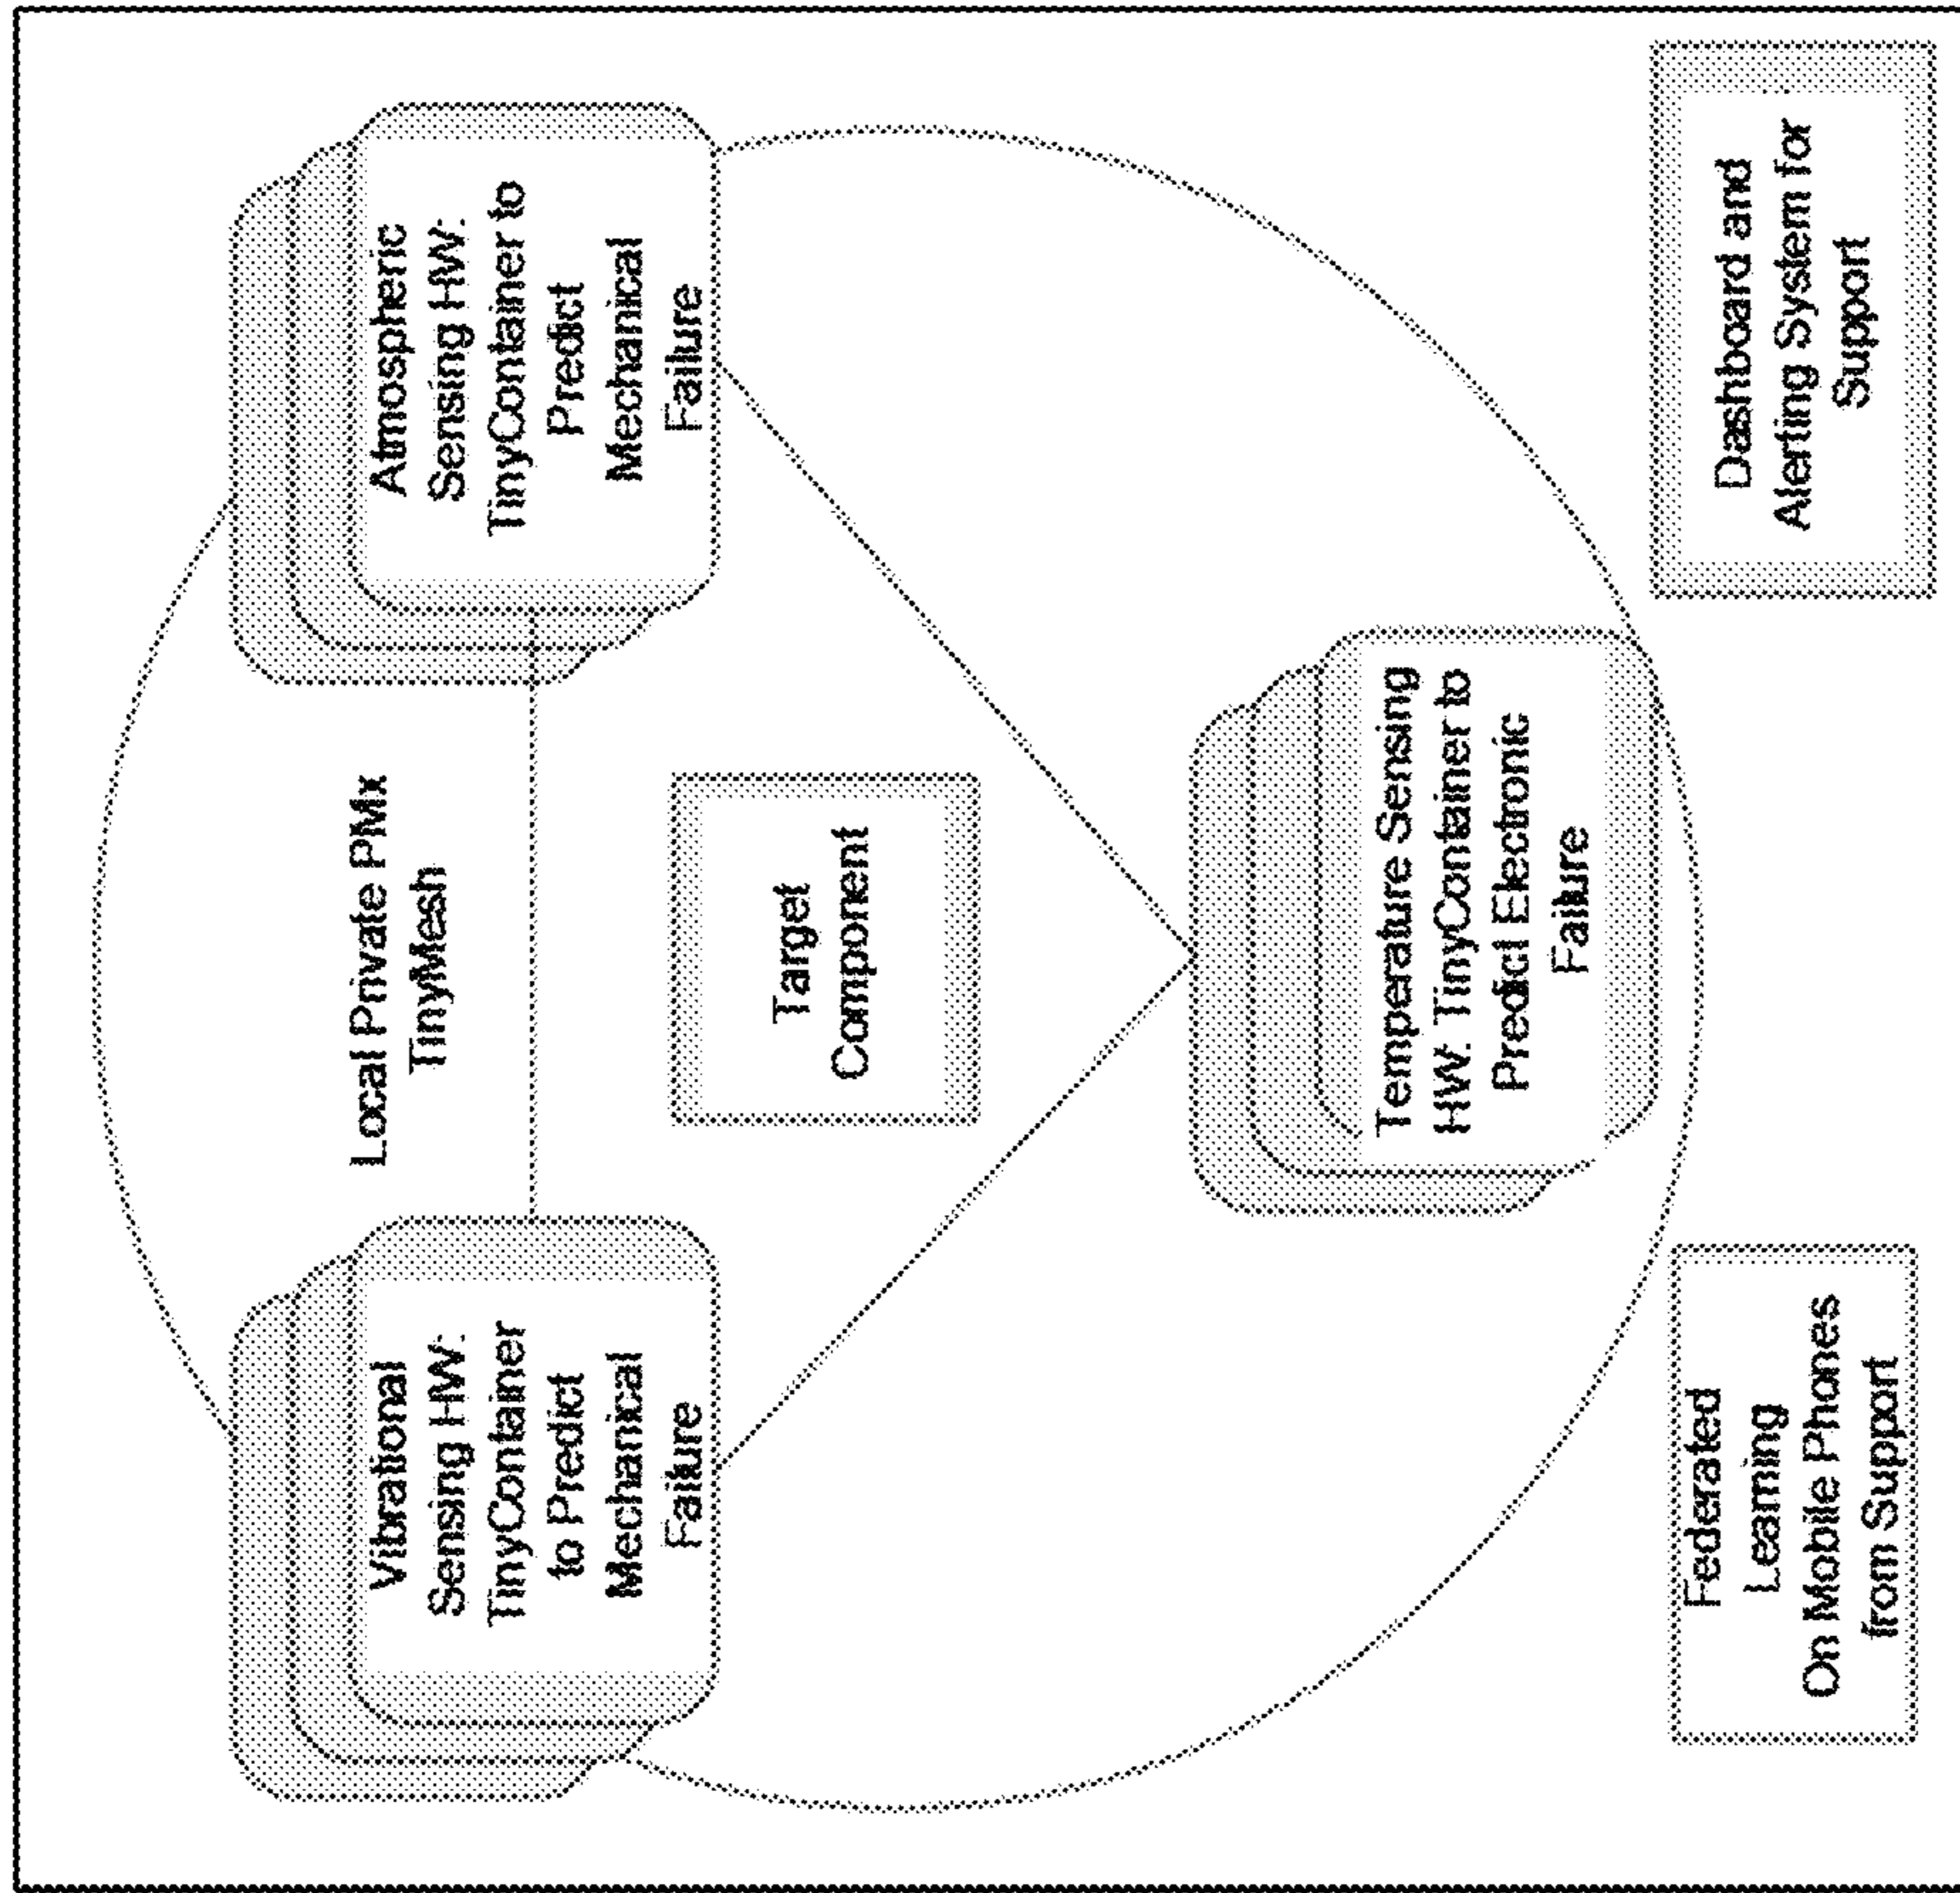 Vibrational
Sensing HW:
TinyContainer
to Predict
Mechanical
Failure
Local Private PMx
TinyMesh
Atmospheric
Sensing HW:
TinyContainer to
Predict
Mechanical
Failure
Target
Component
Temperature Sensing
HW: TinyContainer to
Predict Electronic
Failure
Federated
Learning
On Mobile Phones
from Support
Dashboard and
Alerting System for
Support